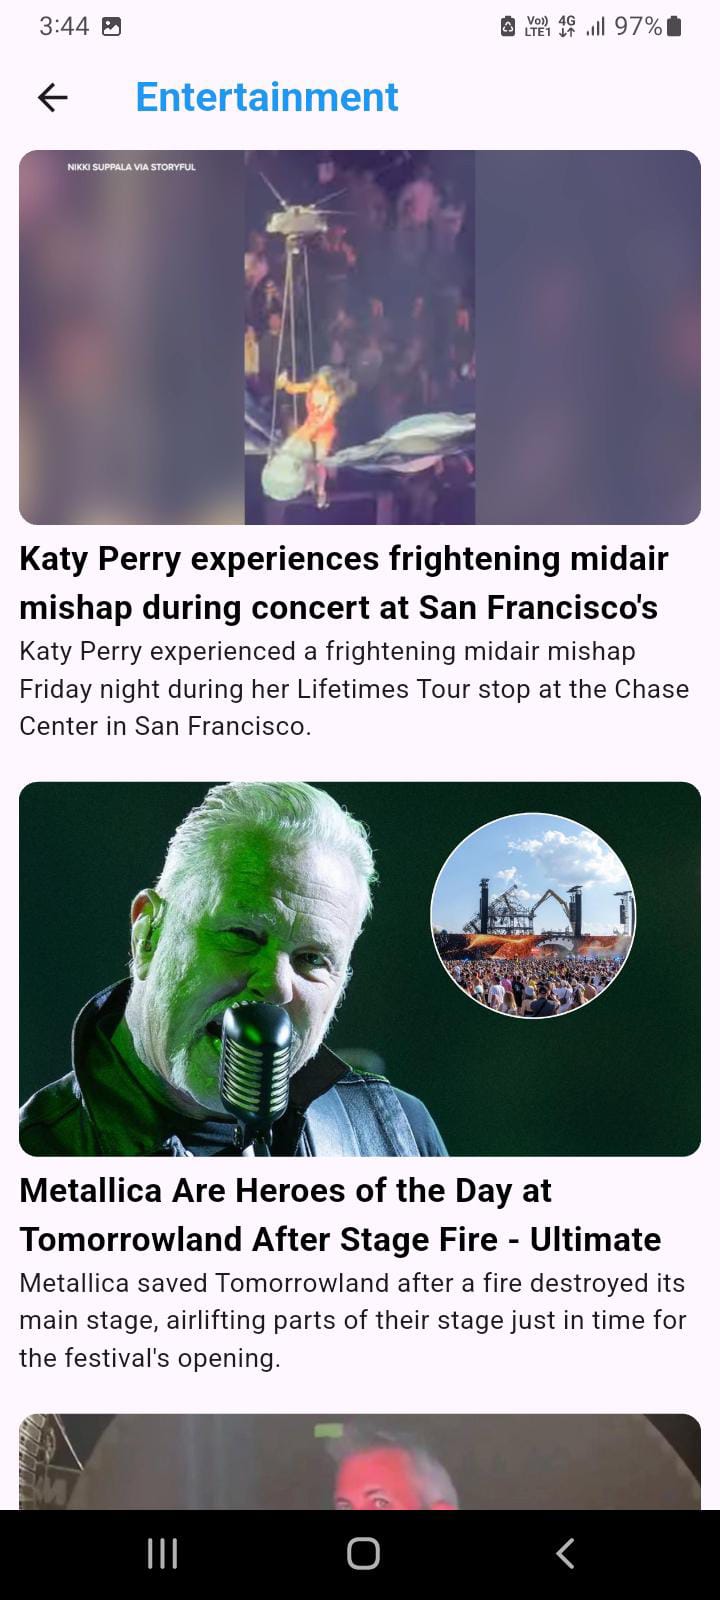 3:44
Vo)) 4G
LTE1
97%
Entertainment
NIKKI SUPPALA VIA STORYFUL
Katy Perry experiences frightening midair
mishap during concert at San Francisco's
Katy Perry experienced a frightening midair mishap
Friday night during her Lifetimes Tour stop at the Chase
Center in San Francisco.
Metallica Are Heroes of the Day at
Tomorrowland After Stage Fire - Ultimate
Metallica saved Tomorrowland after a fire destroyed its
main stage, airlifting parts of their stage just in time for
the festival's opening.